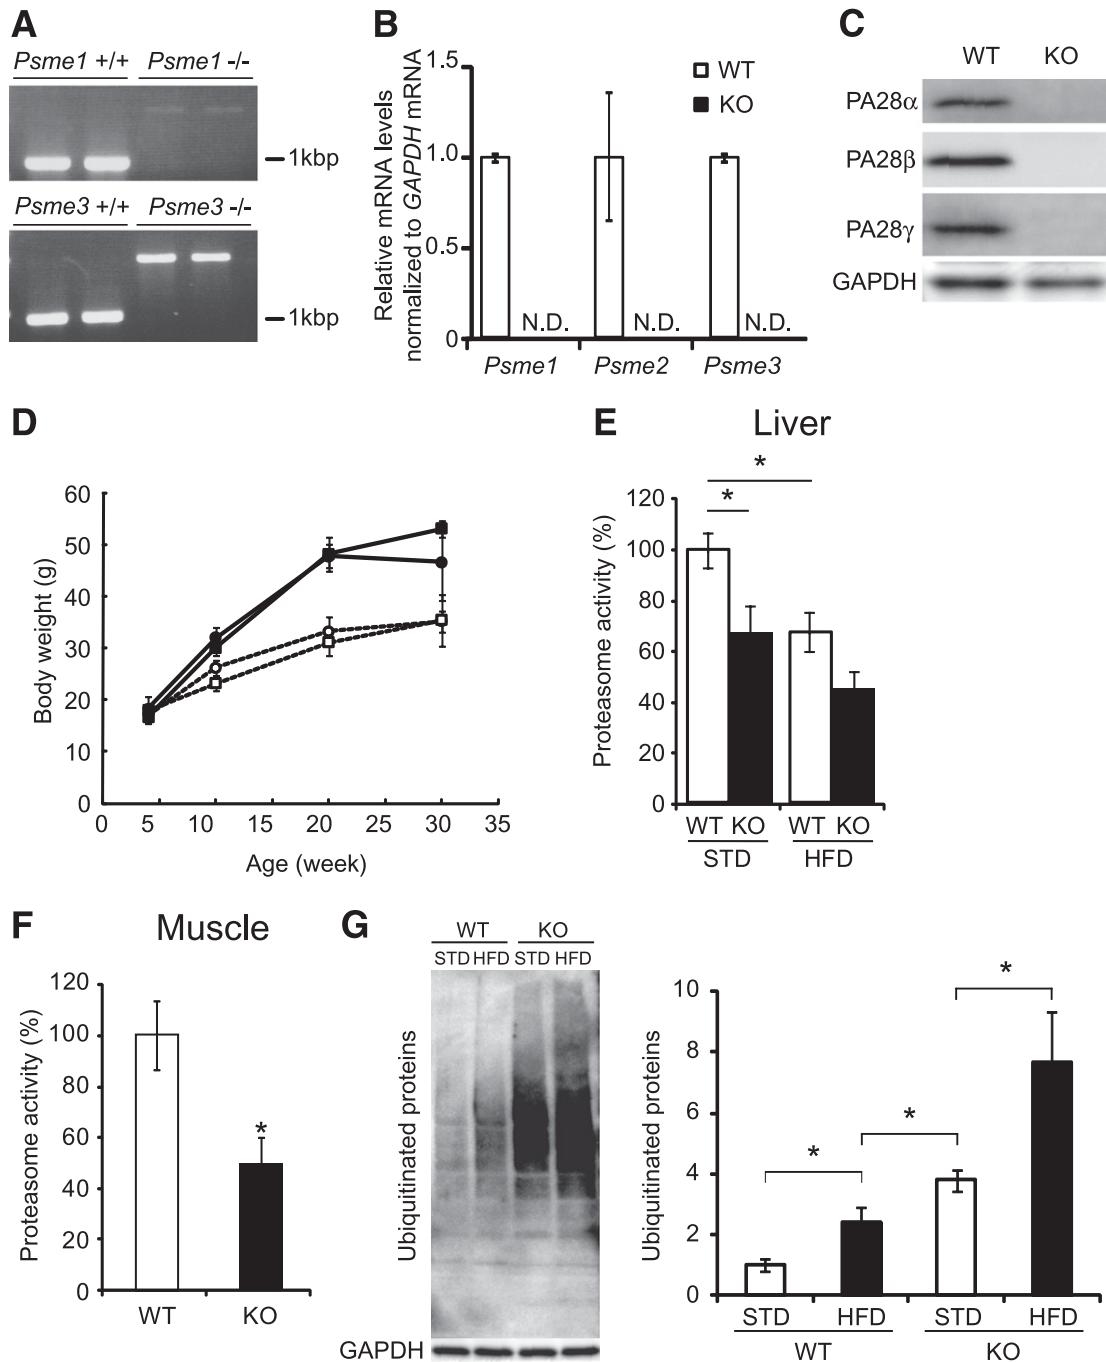 A
Psme1 +/+ Psme1 -/-
1kbp
Psme3 +/+ Psme3 -/-
1kbp
B
Relative mRNA levels
normalized to GAPDH mRNA
1.5
1.0
0.5
0
WT
KO
N.D. N.D. N.D.
Psme1 Psme2 Psme3
C
WT KO
PA28α
PA28β
PA28γ
GAPDH
D
Body weight (g)
60
50
40
30
20
10
0
0 5 10 15 20 25 30 35
Age (week)
E
Liver
Proteasome activity (%)
120
100
80
60
40
20
0
*
*
WT KO WT KO
STD HFD
F
Muscle
Proteasome activity (%)
120
100
80
60
40
20
0
*
WT KO
G
WT KO
STD HFD STD HFD
Ubiquitinated proteins
GAPDH
Ubiquitinated proteins
10
8
6
4
2
0
*
*
*
STD HFD STD HFD
WT KO